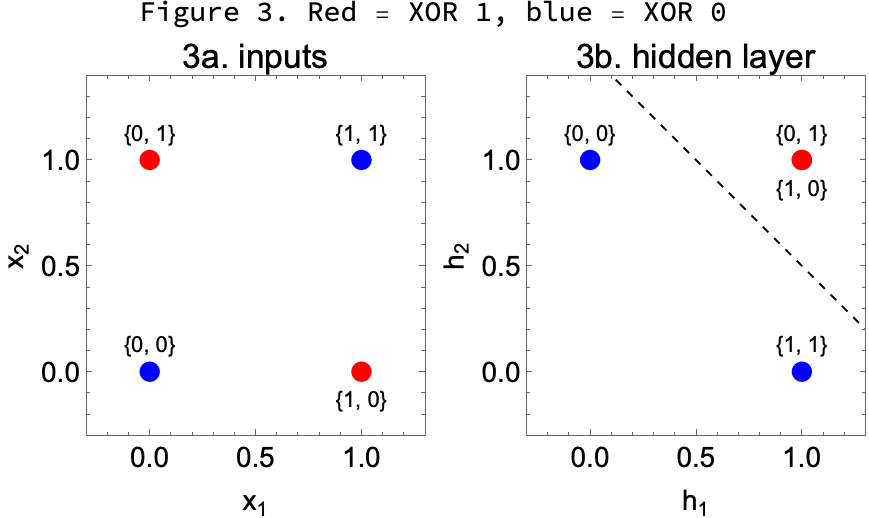 Figure 3. Red = XOR 1, blue = XOR 0
3a. inputs
{0, 1}
{1, 1}
1.0
x2
0.5
{0, 0}
0.0
{1, 0}
0.0
0.5
1.0
x1
3b. hidden layer
{0, 0}
{0, 1}
1.0
{1, 0}
h2
0.5
{1, 1}
0.0
0.0
0.5
1.0
h1